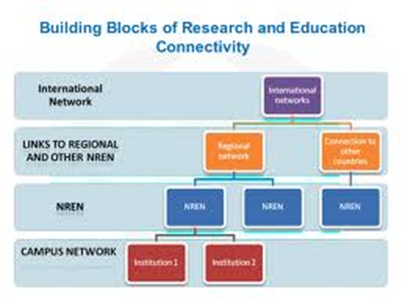 Building Blocks of Research and Education
Connectivity
International
Network
International
networks
LINKS TO REGIONAL
AND OTHER NREN
Regional
network
Connection to
other
countries
NREN
NREN
NREN
NREN
CAMPUS NETWORK
Institution 1
Institution 2